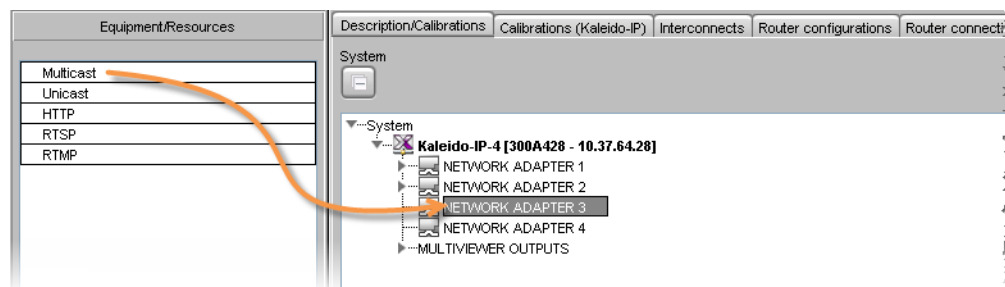 Equipment/Resources
Multicast
Unicast
HTTP
RTSP
RTMP
Description/Calibrations
Calibrations (Kaleido-IP)
Interconnects
Router configurations
Router connecti
System
System
Kaleido-IP-4 [300A428 - 10.37.64.28]
NETWORK ADAPTER 1
NETWORK ADAPTER 2
NETWORK ADAPTER 3
NETWORK ADAPTER 4
MULTIVIEWER OUTPUTS